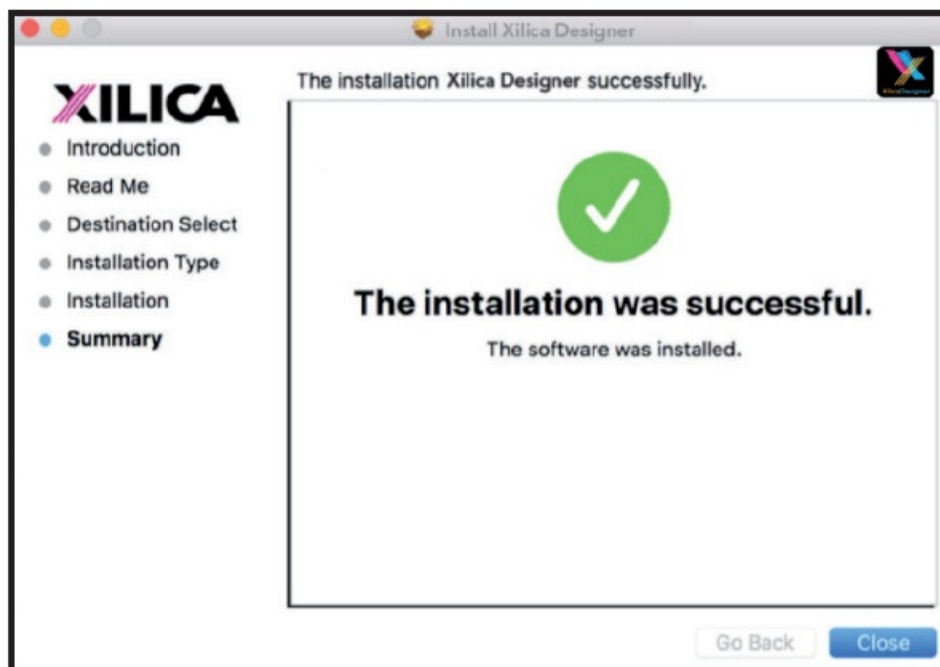 Install Xilica Designer
XILICA
The installation Xilica Designer successfully.
XilicaDesigner
Introduction
Read Me
Destination Select
Installation Type
Installation
Summary
The installation was successful.
The software was installed.
Go Back
Close